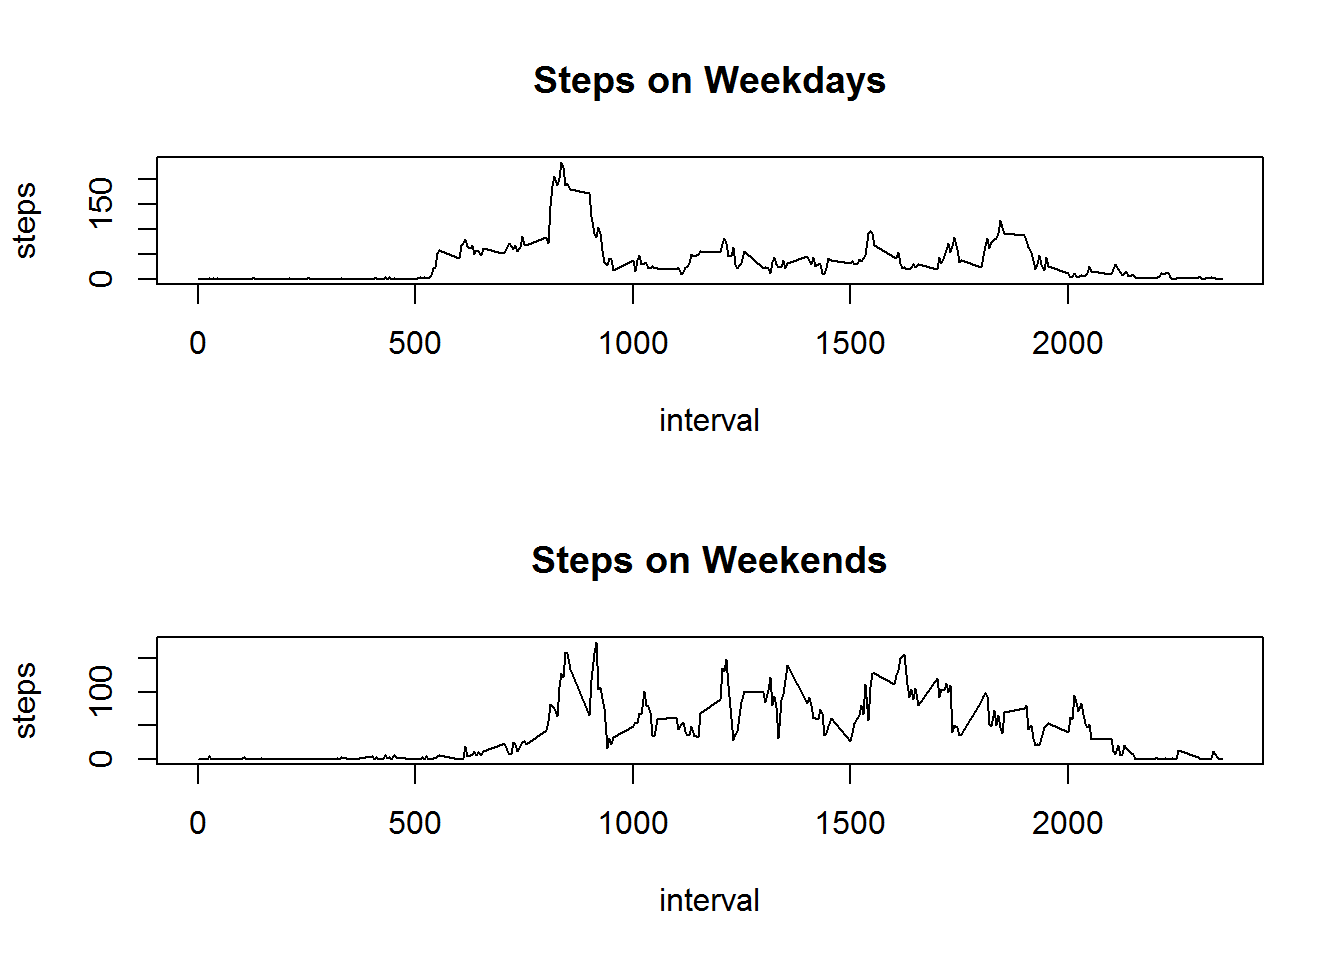 Steps on Weekdays
steps
150
0
0 500 1000 1500 2000
interval
Steps on Weekends
steps
100
0
0 500 1000 1500 2000
interval